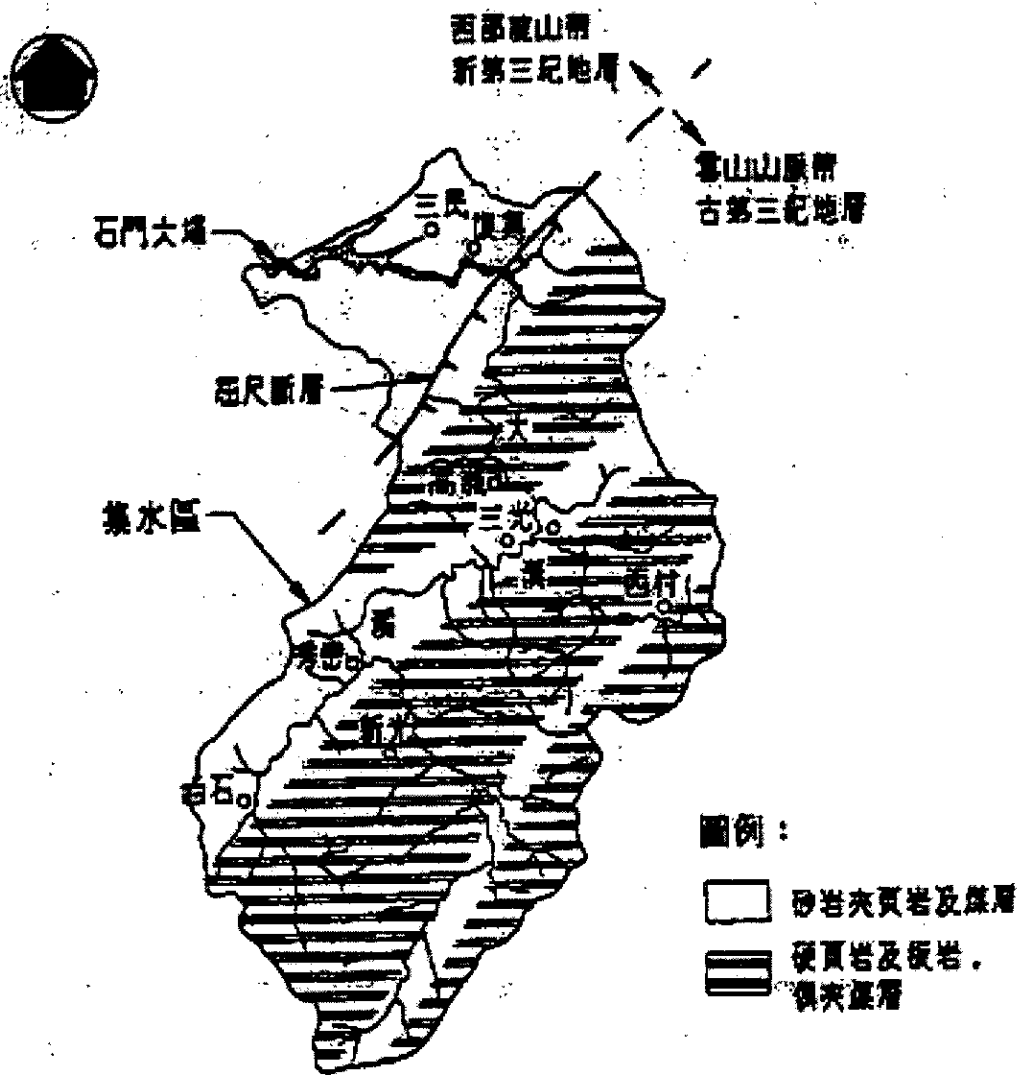 西部麓山帶
新第三紀地層
雪山山脈帶
古第三紀地層
石門大壩
三民
復興
屈尺斷層
大
高義
三光
漢
集水區
西村
溪
秀巒
新光
白石
圖例：
砂岩夾頁岩及煤層
硬頁岩及板岩，
偶夾煤層